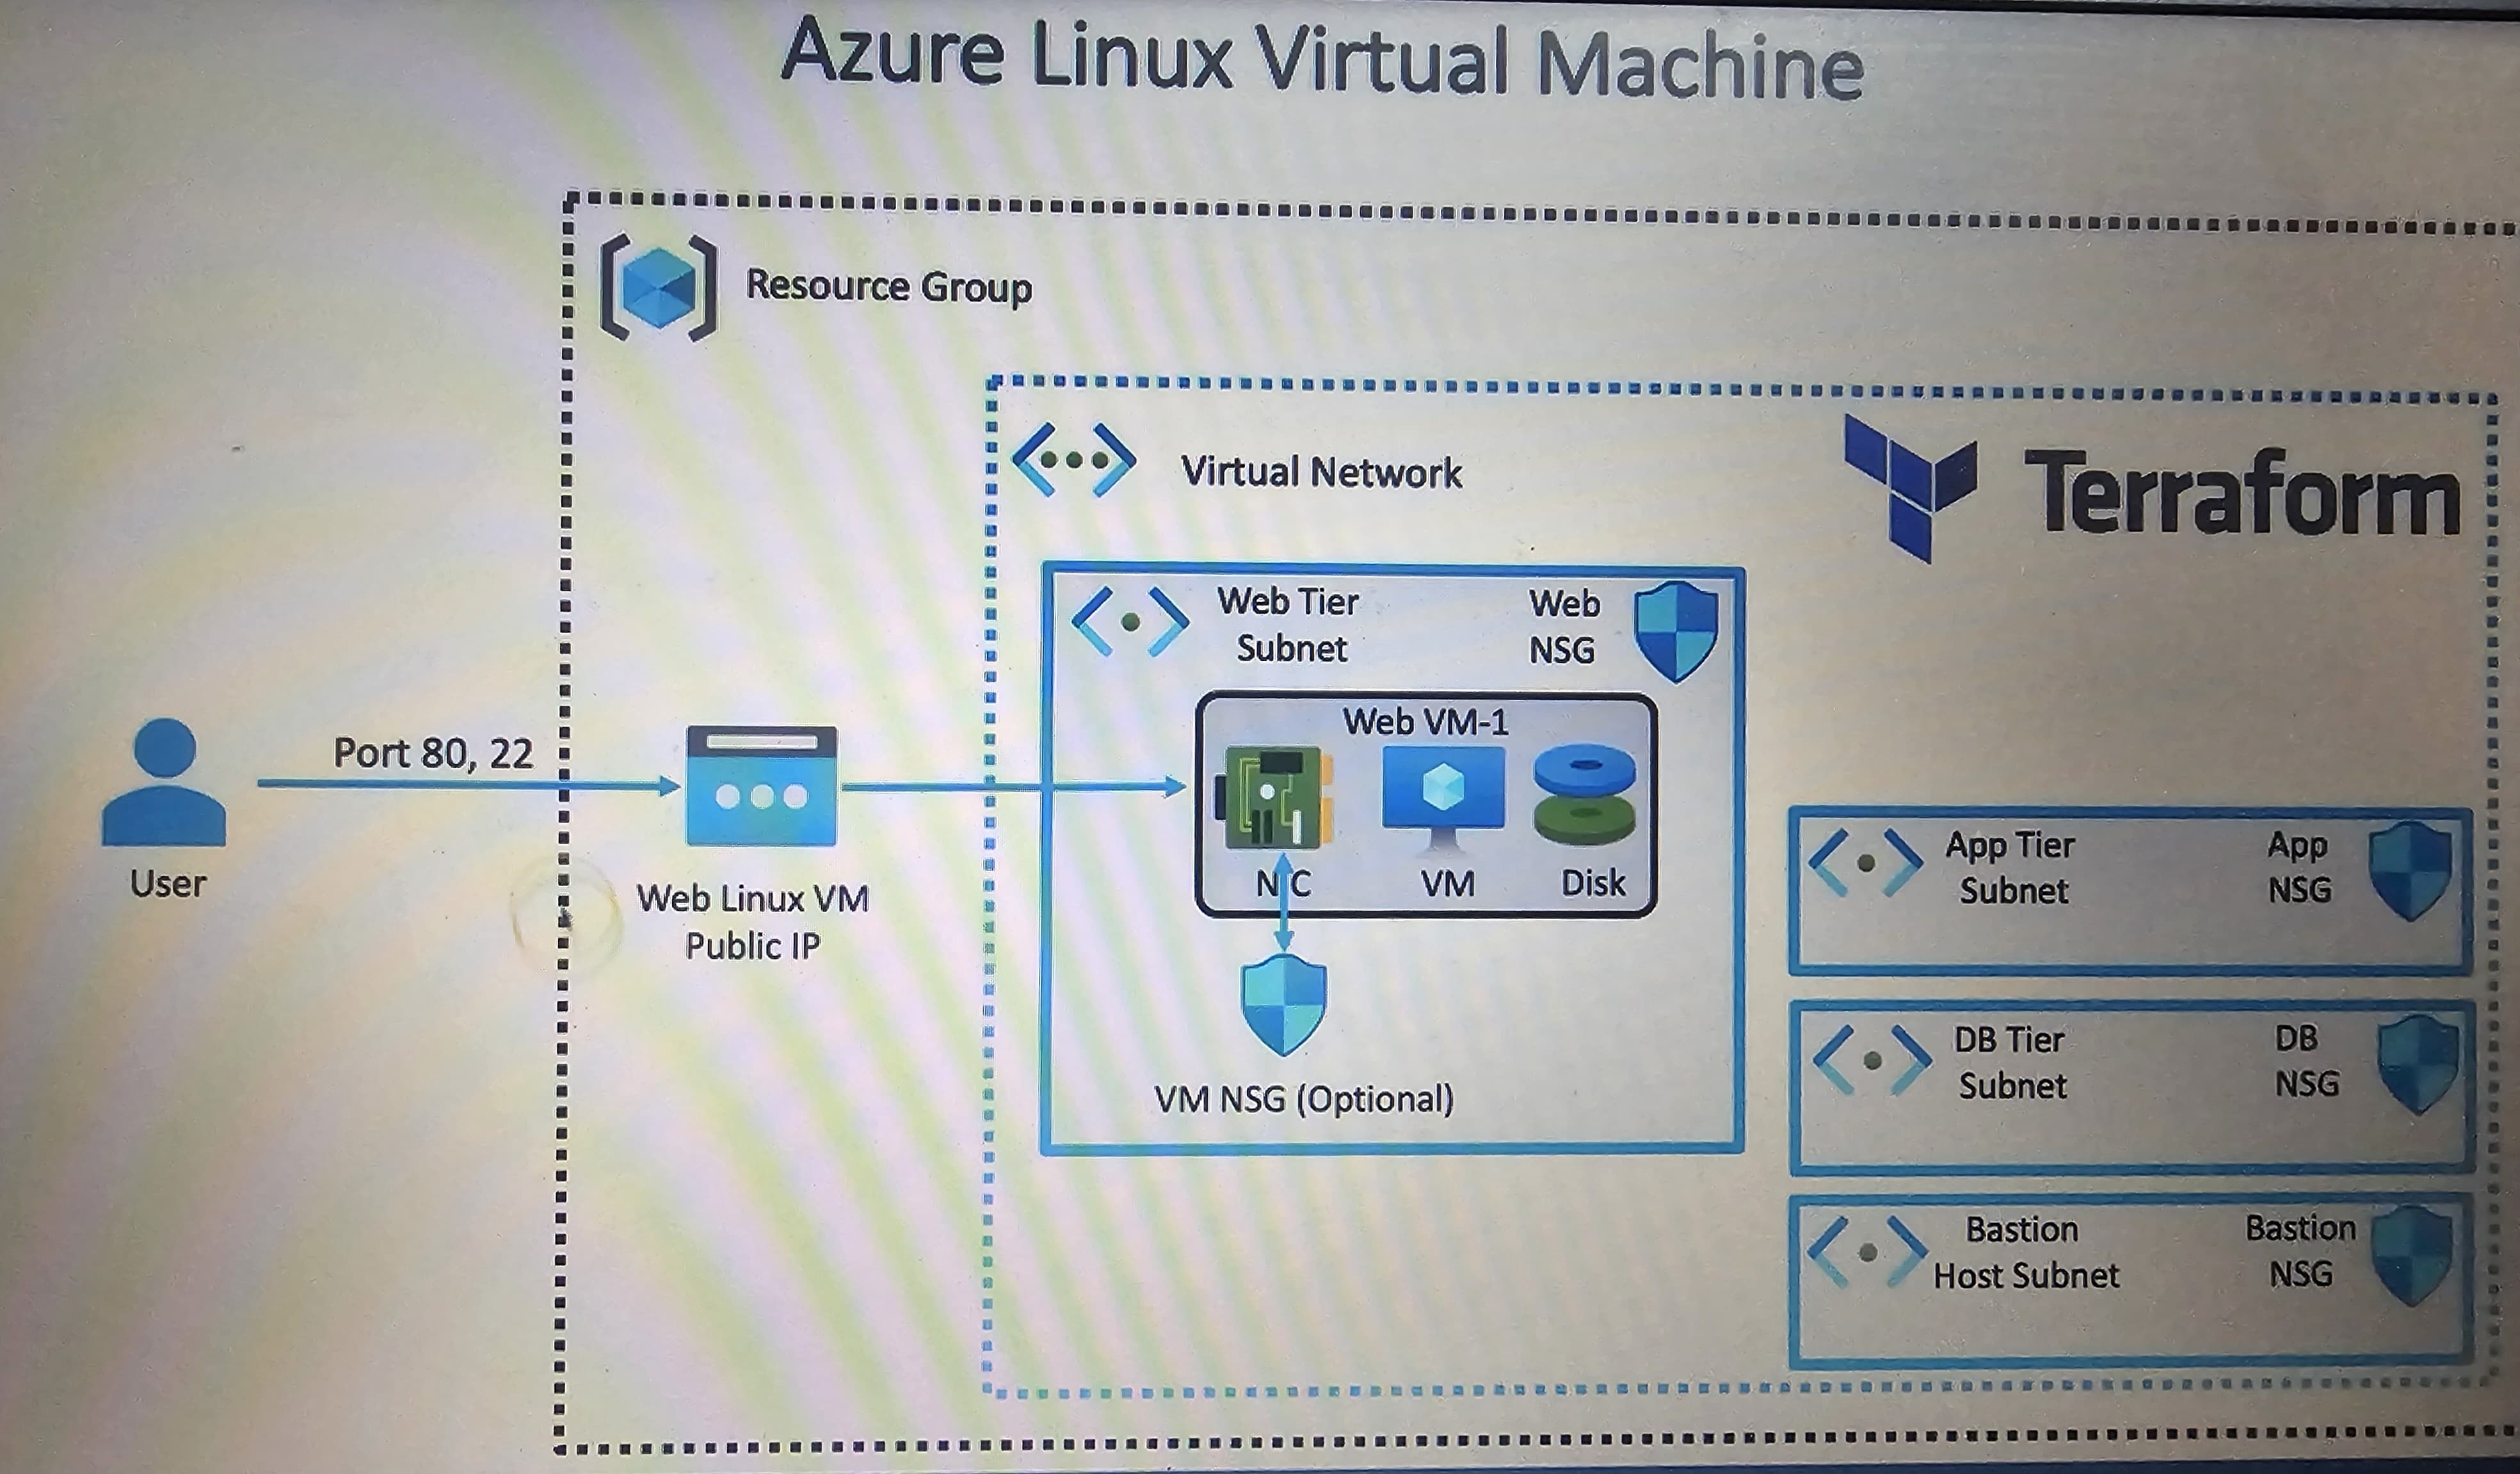 Azure Linux Virtual Machine
Resource Group
Virtual Network
Terraform
Web Tier
Subnet
Web
NSG
Web VM-1
NIC
VM
Disk
VM NSG (Optional)
Port 80, 22
User
Web Linux VM
Public IP
App Tier
Subnet
App
NSG
DB Tier
Subnet
DB
NSG
Bastion
Host Subnet
Bastion
NSG